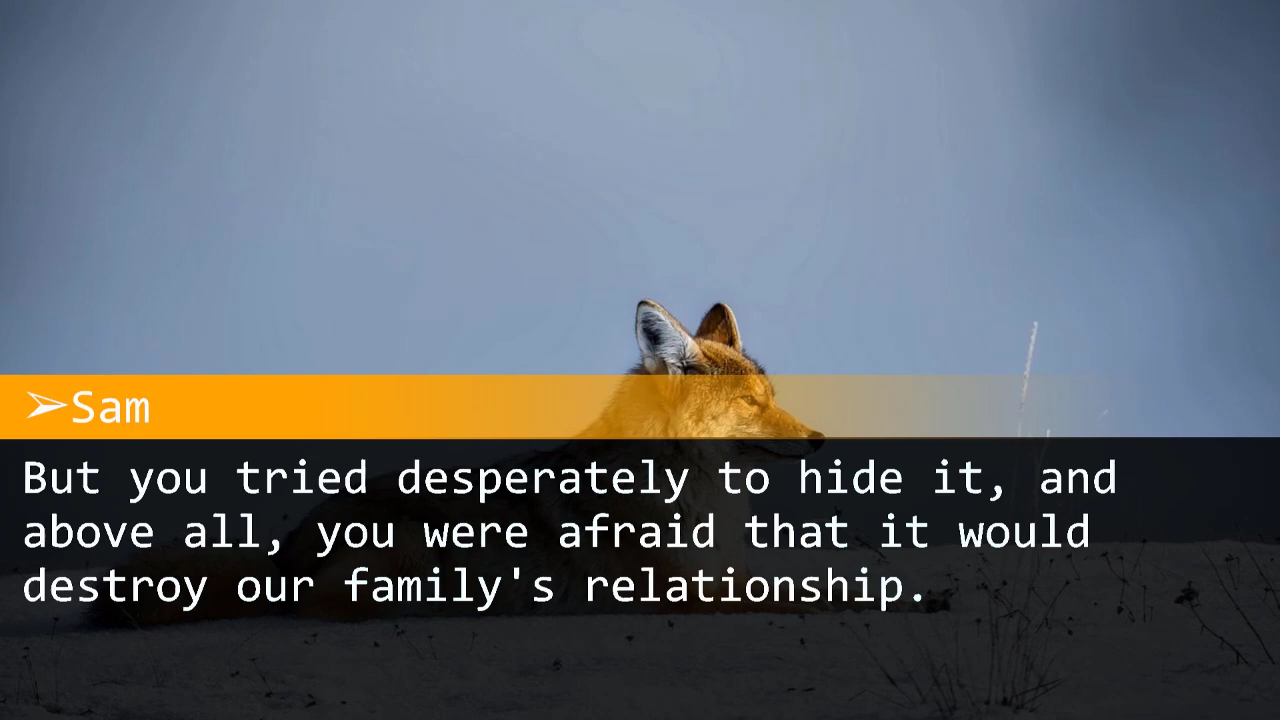 ➢Sam
But you tried desperately to hide it, and
above all, you were afraid that it would
destroy our family's relationship.